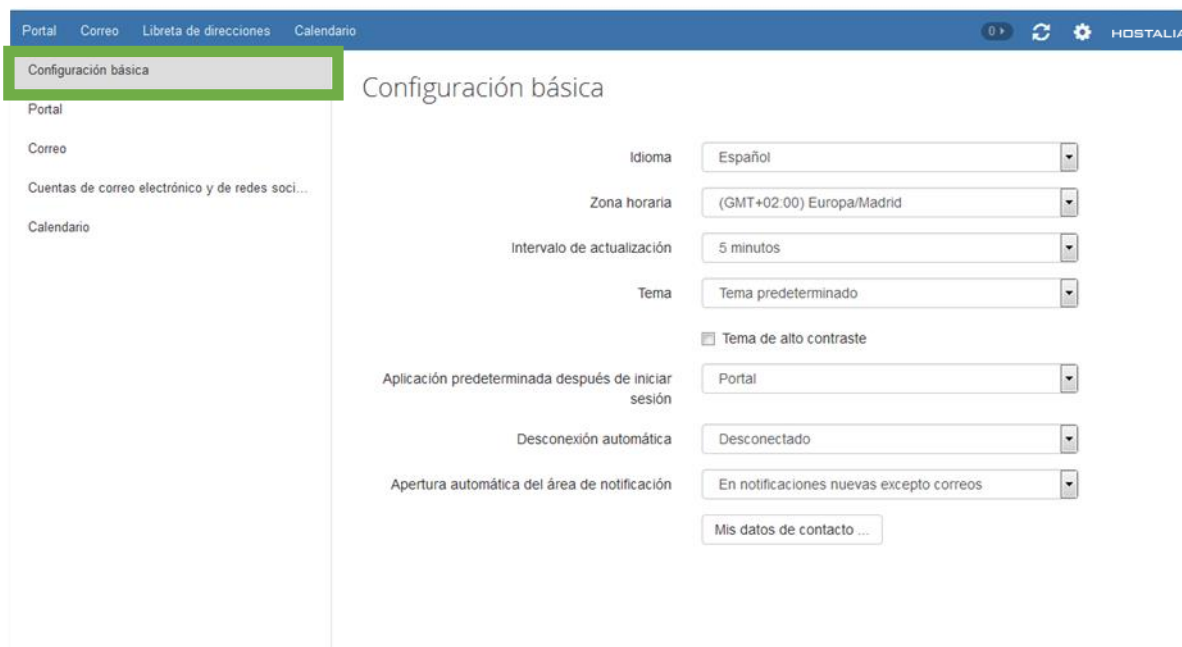 Portal Correo Libreta de direcciones Calendario 0 HOSTALIA
Configuración básica
Portal
Correo
Cuentas de correo electrónico y de redes soci...
Calendario
Configuración básica
Idioma Español
Zona horaria (GMT+02:00) Europa/Madrid
Intervalo de actualización 5 minutos
Tema Tema predeterminado
Tema de alto contraste
Aplicación predeterminada después de iniciar
sesión Portal
Desconexión automática Desconectado
Apertura automática del área de notificación En notificaciones nuevas excepto correos
Mis datos de contacto ...